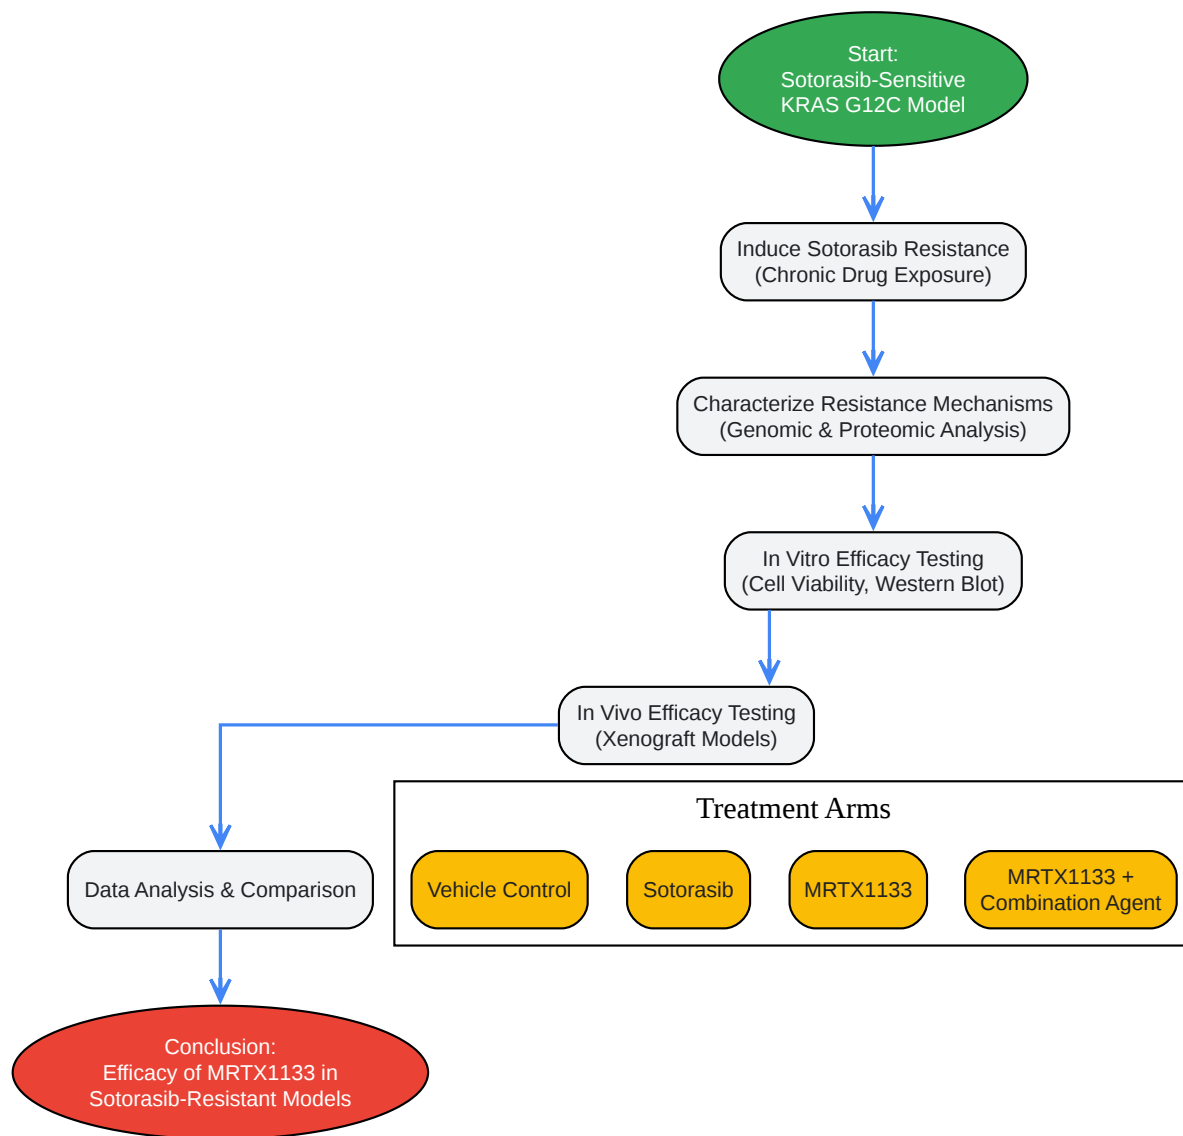 Start:
Sotorasib-Sensitive
KRAS G12C Model
Induce Sotorasib Resistance
(Chronic Drug Exposure)
Characterize Resistance Mechanisms
(Genomic & Proteomic Analysis)
In Vitro Efficacy Testing
(Cell Viability, Western Blot)
In Vivo Efficacy Testing
(Xenograft Models)
Treatment Arms
Data Analysis & Comparison
Vehicle Control
Sotorasib
MRTX1133
MRTX1133 +
Combination Agent
Conclusion:
Efficacy of MRTX1133 in
Sotorasib-Resistant Models